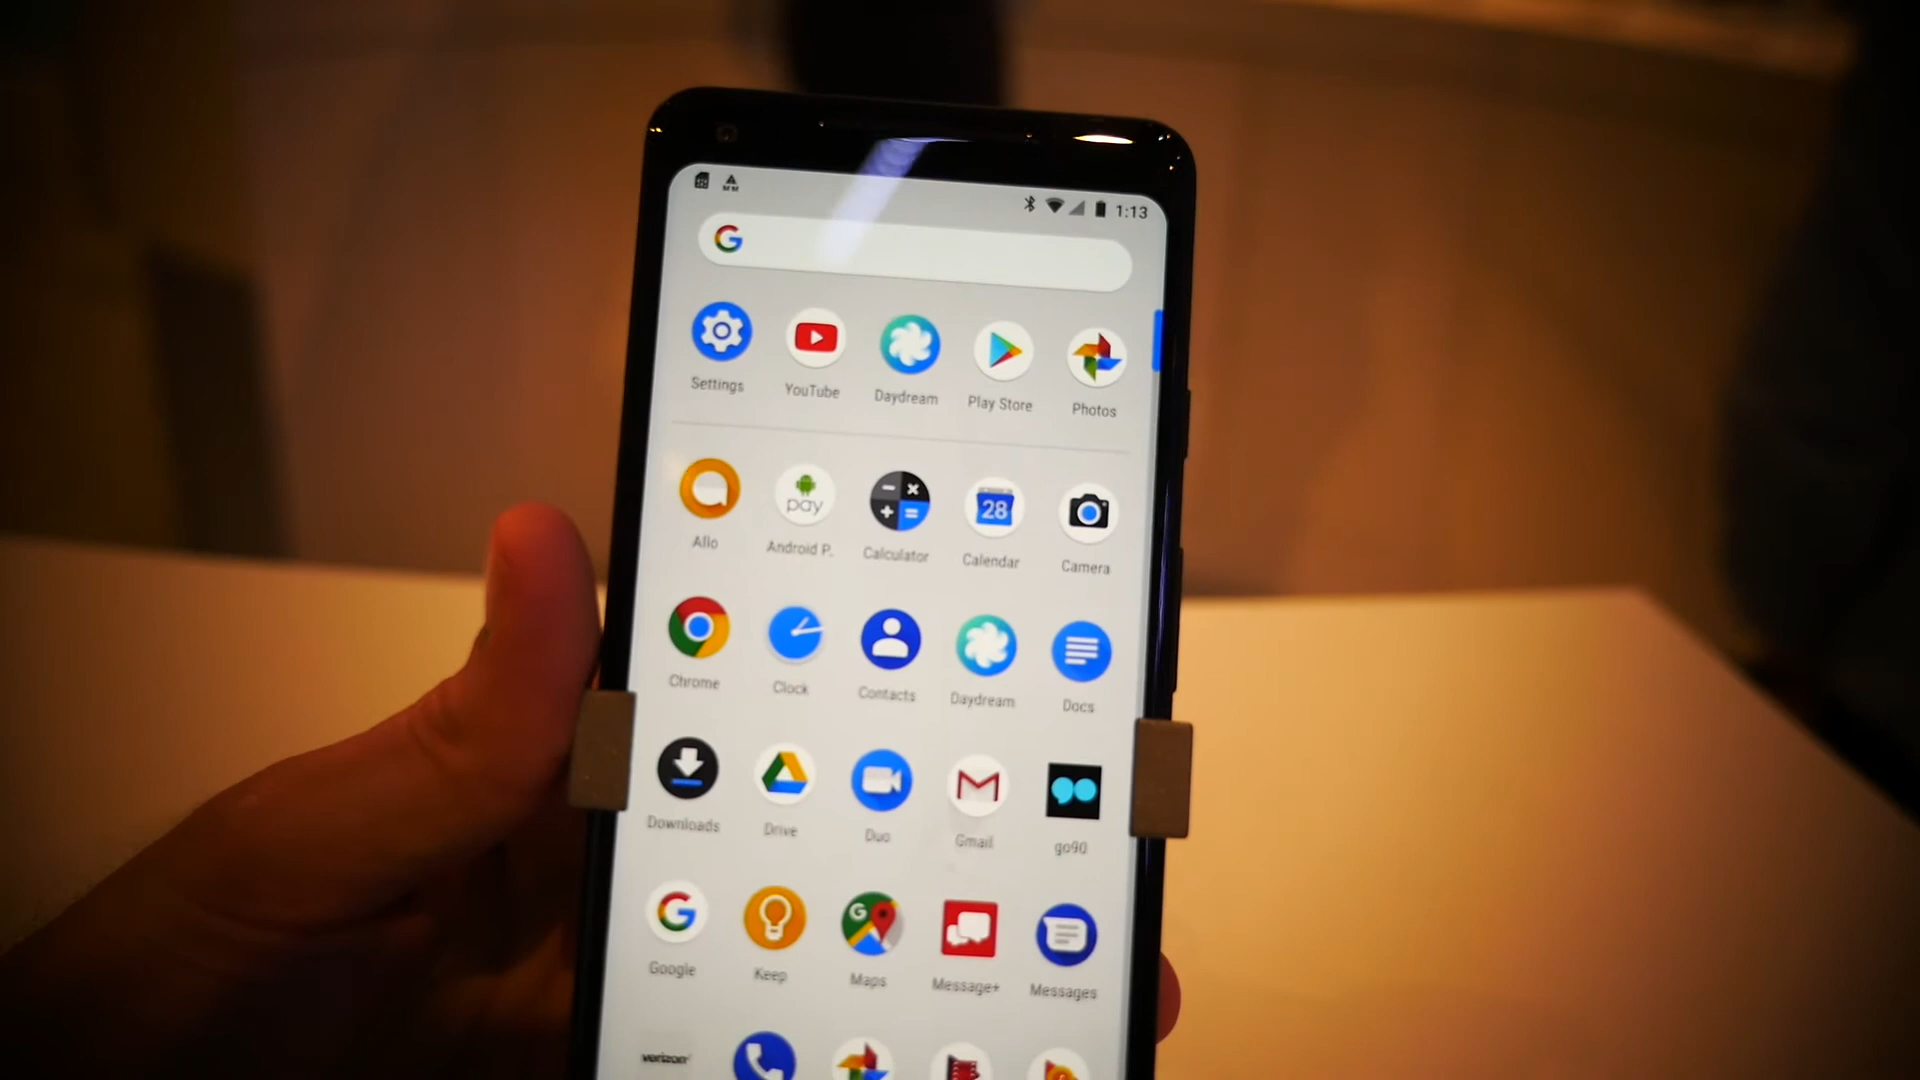 1:13
G
Settings YouTube Daydream Play Store Photos
pay
28
Allo Android P.. Calculator Calendar Camera
Chrome Clock Contacts Daydream Docs
Downloads Drive Duo Gmail go90
G G
Google Keep Maps Message+ Messages
verizon